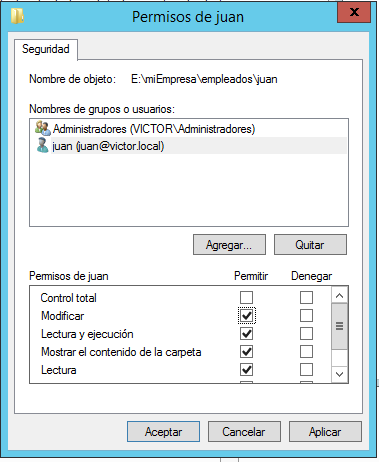 Permisos de juan
Seguridad
Nombre de objeto: E:\miEmpresa\empleados\juan
Nombres de grupos o usuarios:
Administradores (VICTOR\Administradores)
juan (juan@victor.local)
Agregar... Quitar
Permisos de juan Permitir Denegar
Control total
Modificar
Lectura y ejecución
Mostrar el contenido de la carpeta
Lectura
Aceptar Cancelar Aplicar